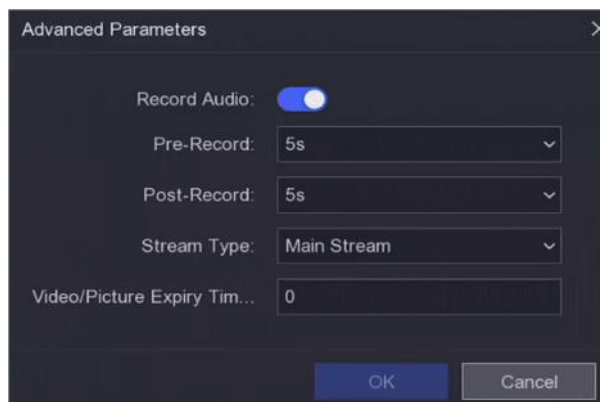 Advanced Parameters
Record Audio:
Pre-Record: 5s
Post-Record: 5s
Stream Type: Main Stream
Video/Picture Expiry Tim... 0
OK Cancel